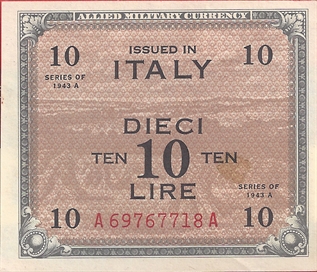 ALLIED MILITARY CURRENCY
10 ISSUED IN 10
SERIES OF
1943 A
ITALY
DIECI
TEN 10 TEN
LIRE
SERIES OF
1943 A
10 A69767718A 10